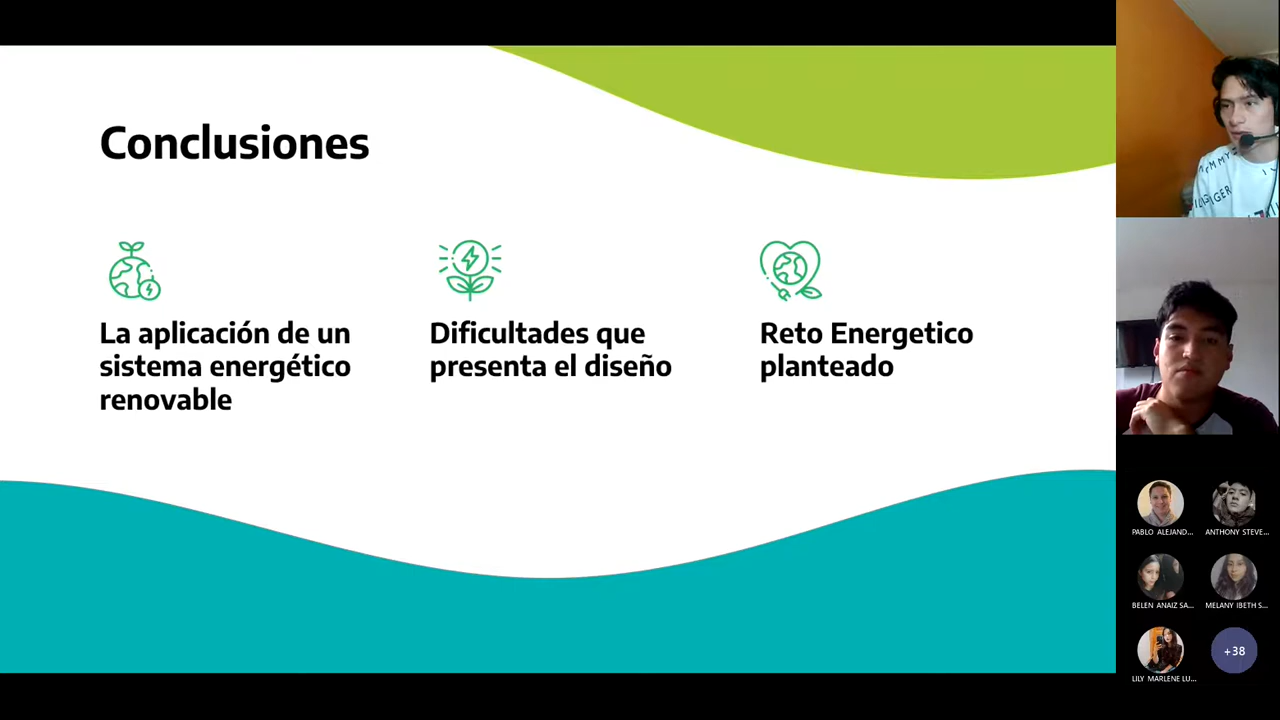 Conclusiones
La aplicación de un
sistema energético
renovable
Dificultades que
presenta el diseño
Reto Energetico
planteado
PABLO ALEJAND...
ANTHONY STEVE...
BELEN ANAIZ SA...
MELANY IBETH S...
LILY MARLENE LU...
+38